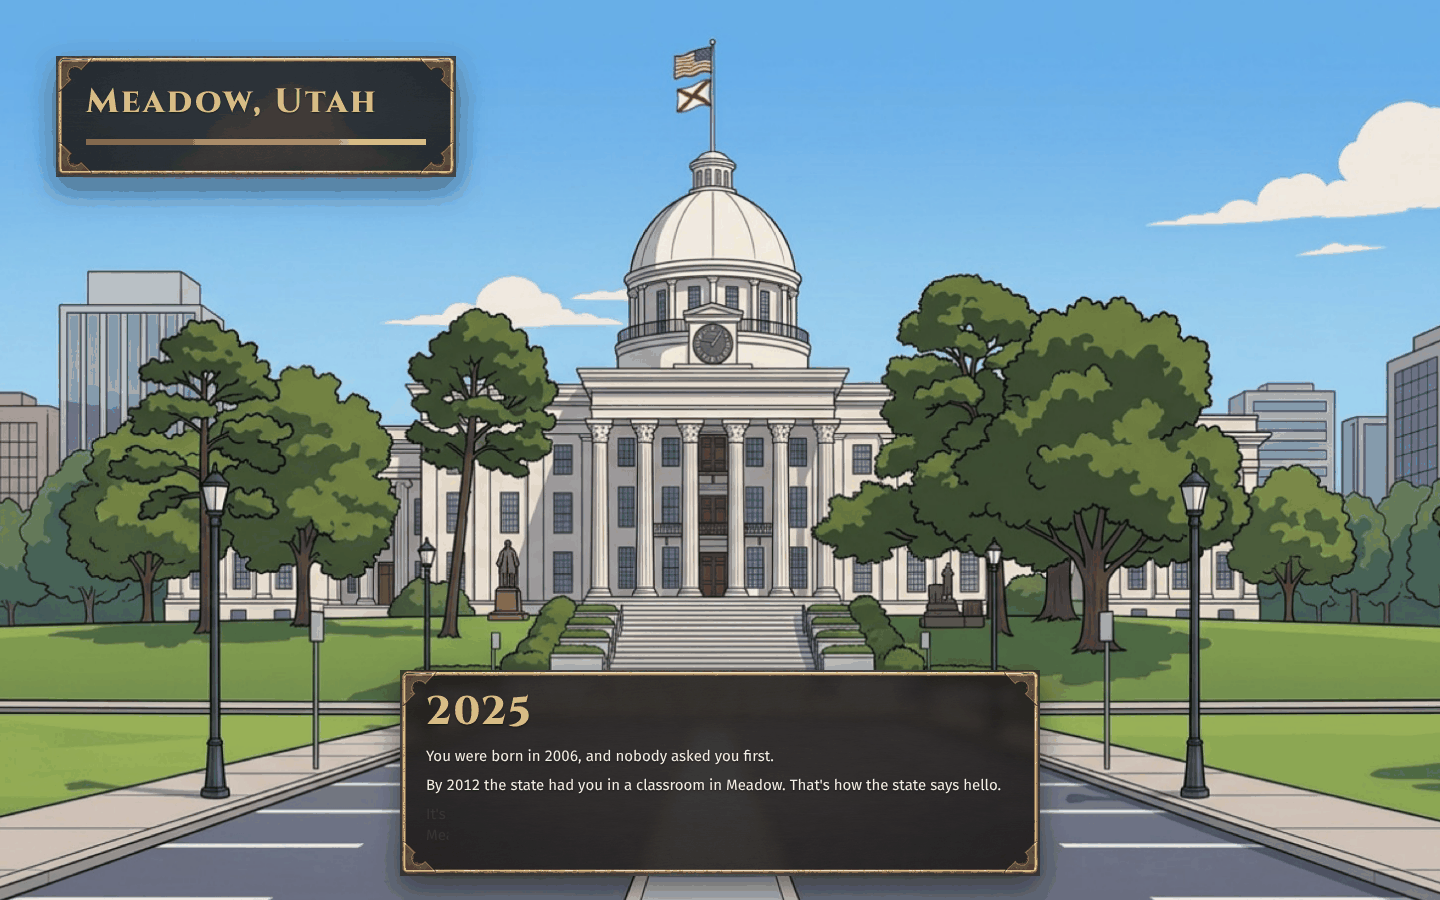 Meadow, Utah
2025
You were born in 2006, and nobody asked you first.
By 2012 the state had you in a classroom in Meadow. That's how the state says hello.
It's